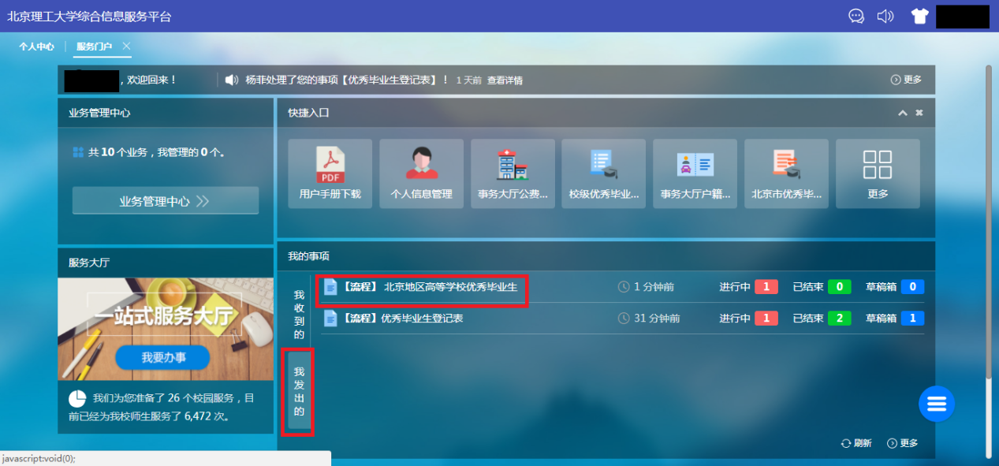 北京理工大学综合信息服务平台
个人中心 服务门户
，欢迎回来！ 杨菲处理了您的事项【优秀毕业生登记表】！ 1 天前 查看详情 更多
业务管理中心
共 10 个业务，我管理的 0 个。
业务管理中心
快捷入口
PDF
用户手册下载 个人信息管理 事务大厅公费... 校级优秀毕业... 事务大厅户籍... 北京市优秀毕... 更多
服务大厅
一站式服务大厅
我要办事
我们为您准备了 26 个校园服务，目
前已经为我校师生服务了 6,472 次。
我的事项
我收到的
我发出的
【流程】 北京地区高等学校优秀毕业生 1 分钟前 进行中 1 已结束 0 草稿箱 0
【流程】优秀毕业生登记表 31 分钟前 进行中 1 已结束 2 草稿箱 1
刷新 更多
javascript:void(0);